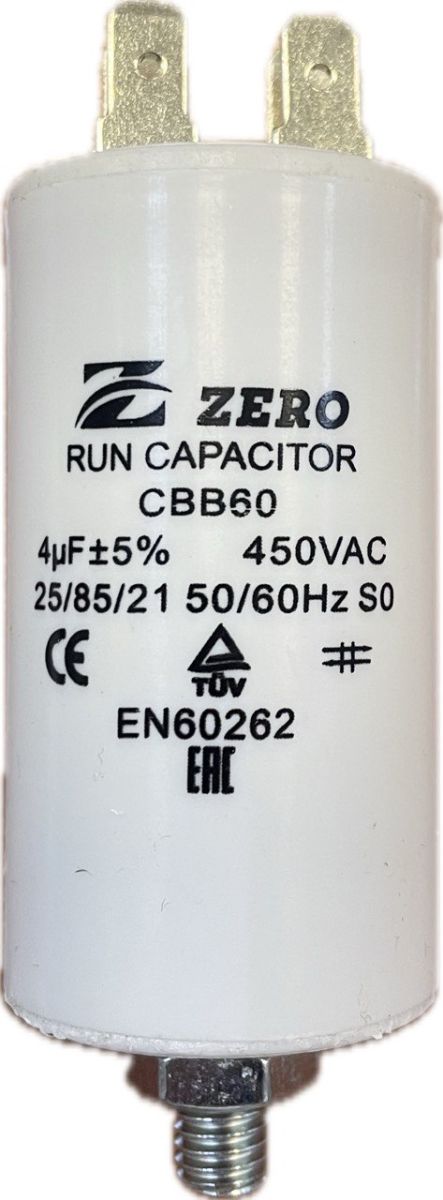 ZERO
RUN CAPACITOR
CBB60
4µF±5% 450VAC
25/85/21 50/60Hz S0
CE TÜV
EN60262
EAC